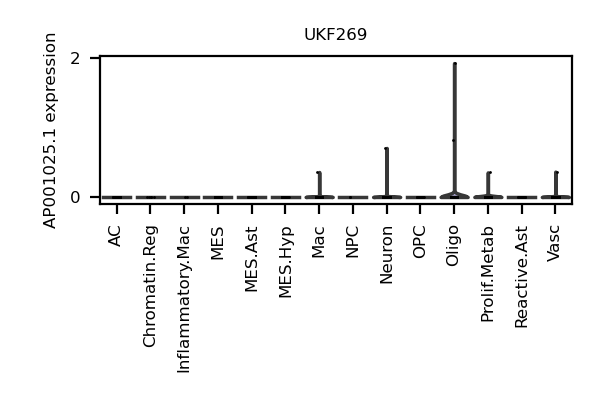 UKF269
AP001025.1 expression
2
0
AC
Chromatin.Reg
Inflammatory.Mac
MES
MES.Ast
MES.Hyp
Mac
NPC
Neuron
OPC
Oligo
Prolif.Metab
Reactive.Ast
Vasc